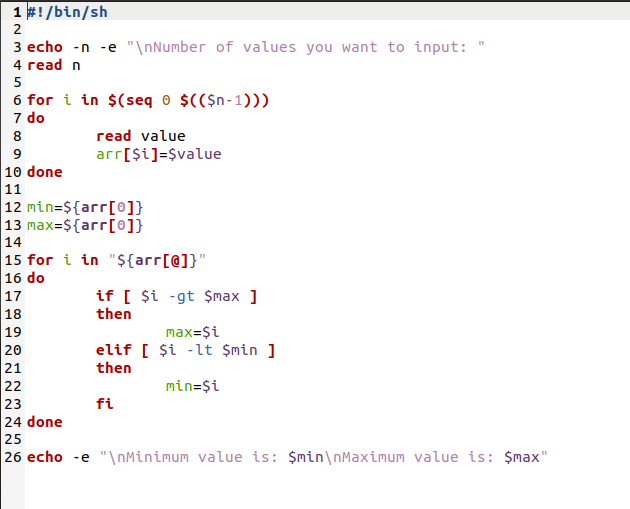 1 #!/bin/sh
2
3 echo -n -e "\nNumber of values you want to input: "
4 read n
5
6 for i in $(seq 0 $(($n-1)))
7 do
8         read value
9         arr[$i]=$value
10 done
11
12 min=${arr[0]}
13 max=${arr[0]}
14
15 for i in "${arr[@]}"
16 do
17         if [ $i -gt $max ]
18         then
19                 max=$i
20         elif [ $i -lt $min ]
21         then
22                 min=$i
23         fi
24 done
25
26 echo -e "\nMinimum value is: $min\nMaximum value is: $max"